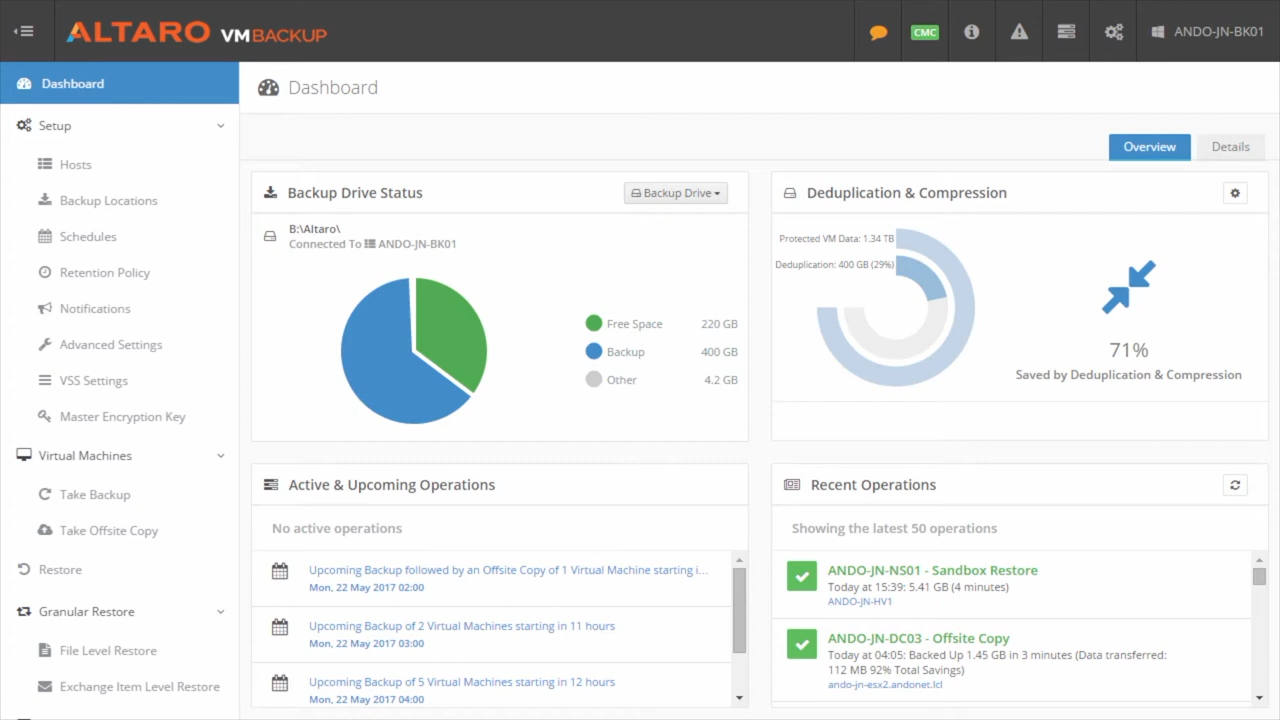 ALTARO VMBACKUP
CMC
ANDO-JN-BK01
Dashboard
Setup
Hosts
Backup Locations
Schedules
Retention Policy
Notifications
Advanced Settings
VSS Settings
Master Encryption Key
Virtual Machines
Take Backup
Take Offsite Copy
Restore
Granular Restore
File Level Restore
Exchange Item Level Restore
Dashboard
Overview
Details
Backup Drive Status
Backup Drive
B:\Altaro\
Connected To ANDO-JN-BK01
Free Space 220 GB
Backup 400 GB
Other 4.2 GB
Deduplication & Compression
Protected VM Data: 1.34 TB
Deduplication: 400 GB (29%)
71%
Saved by Deduplication & Compression
Active & Upcoming Operations
No active operations
Upcoming Backup followed by an Offsite Copy of 1 Virtual Machine starting i...
Mon, 22 May 2017 02:00
Upcoming Backup of 2 Virtual Machines starting in 11 hours
Mon, 22 May 2017 03:00
Upcoming Backup of 5 Virtual Machines starting in 12 hours
Mon, 22 May 2017 04:00
Recent Operations
Showing the latest 50 operations
ANDO-JN-NS01 - Sandbox Restore
Today at 15:39: 5.41 GB (4 minutes)
ANDO-JN-HV1
ANDO-JN-DC03 - Offsite Copy
Today at 04:05: Backed Up 1.45 GB in 3 minutes (Data transferred:
112 MB 92% Total Savings)
ando-jn-esx2.andonet.lcl